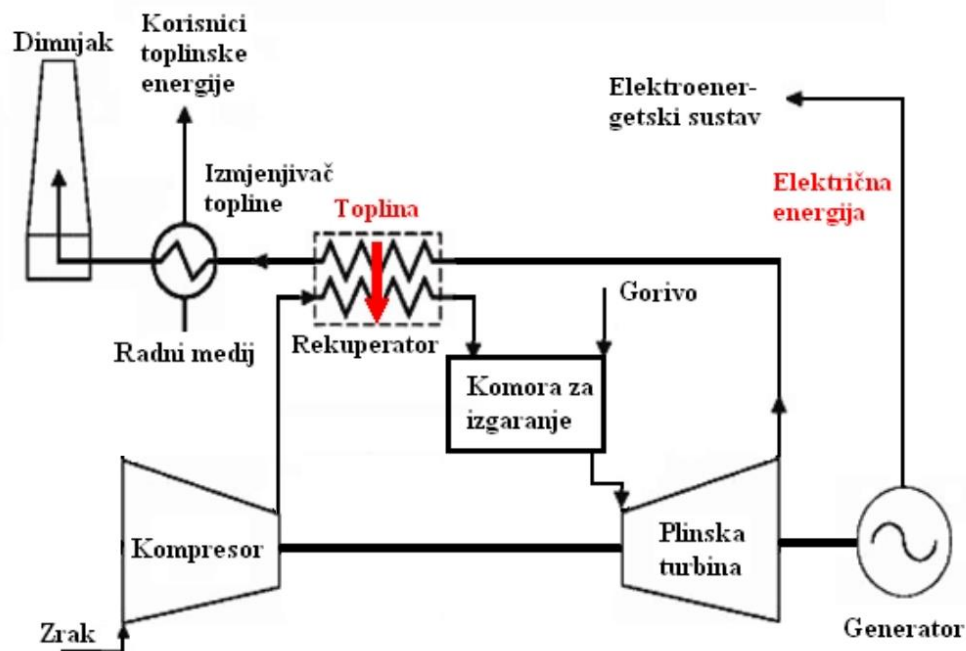 Dimnjak
Korisnici
toplinske
energije
Elektroener-
getski sustav
Izmjenjivač
topline
Toplina
Električna
energija
Gorivo
Radni medij
Rekuperator
Komora za
izgaranje
Kompresor
Plinska
turbina
Zrak
Generator